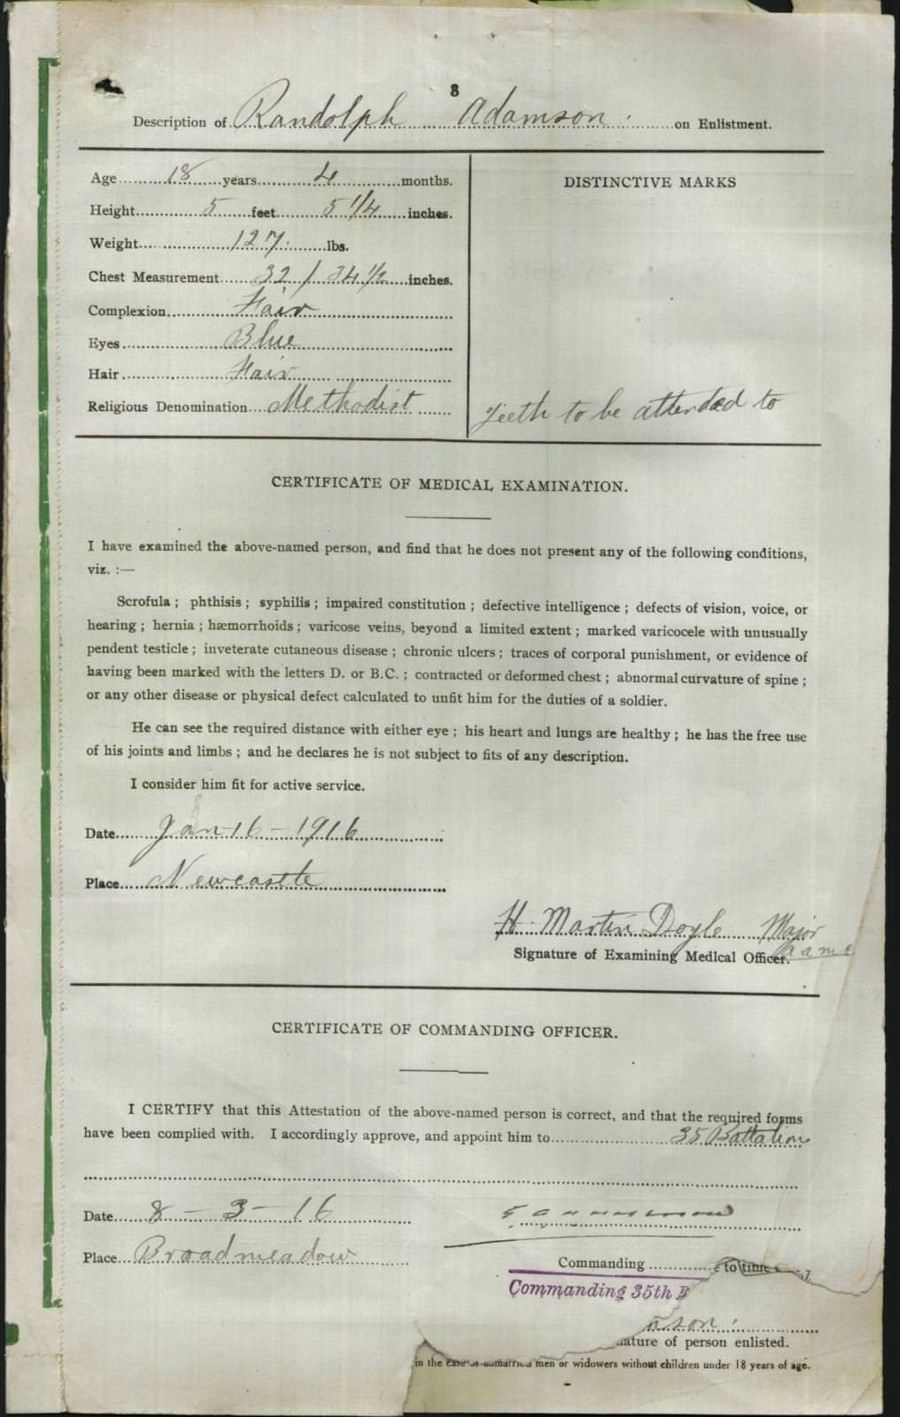 3
Description of Randolph Adamson. on Enlistment.
Age 18 years 4 months.
Height 5 feet 5 1/4 inches.
Weight 127. lbs.
Chest Measurement 32 / 34 1/2 inches.
Complexion Fair
Eyes Blue
Hair Fair
Religious Denomination Methodist
DISTINCTIVE MARKS
Teeth to be attended to
CERTIFICATE OF MEDICAL EXAMINATION.
I have examined the above-named person, and find that he does not present any of the following conditions,
viz. :—
Scrofula ; phthisis ; syphilis ; impaired constitution ; defective intelligence ; defects of vision, voice, or
hearing ; hernia ; hæmorrhoids ; varicose veins, beyond a limited extent ; marked varicocele with unusually
pendent testicle ; inveterate cutaneous disease ; chronic ulcers ; traces of corporal punishment, or evidence of
having been marked with the letters D. or B.C. ; contracted or deformed chest ; abnormal curvature of spine ;
or any other disease or physical defect calculated to unfit him for the duties of a soldier.
He can see the required distance with either eye ; his heart and lungs are healthy ; he has the free use
of his joints and limbs ; and he declares he is not subject to fits of any description.
I consider him fit for active service.
Date Jan 16 - 1916
Place Newcastle
H. Martin Doyle Major
aamc
Signature of Examining Medical Officer.
CERTIFICATE OF COMMANDING OFFICER.
I CERTIFY that this Attestation of the above-named person is correct, and that the required forms
have been complied with. I accordingly approve, and appoint him to 35 Battalion
Date 8 - 3 - 16
Place Broadmeadow
Commanding
to time
Commanding 35th B
ason.
ature of person enlisted.
in the case of unmarried men or widowers without children under 18 years of age.